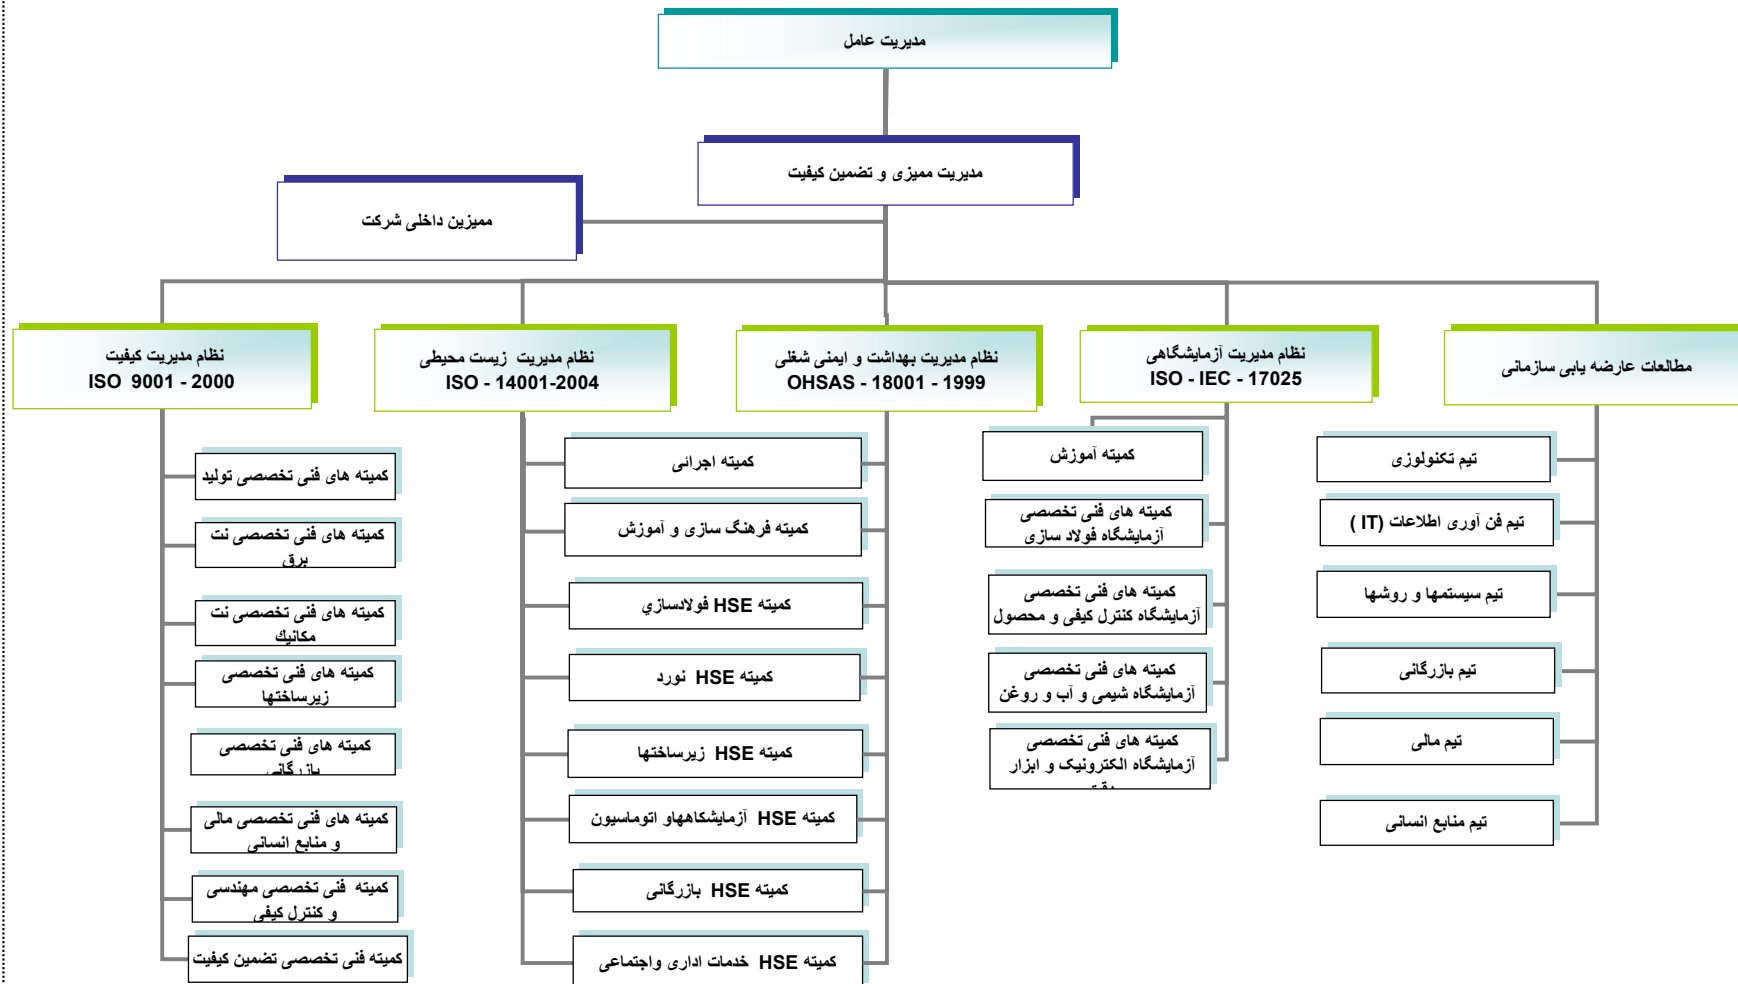 مدیریت عامل
مدیریت ممیزی و تضمین کیفیت
ممیزین داخلی شرکت
نظام مدیریت کیفیت
ISO 9001 - 2000
نظام مدیریت زیست محیطی
ISO - 14001-2004
نظام مدیریت بهداشت و ایمنی شغلی
OHSAS - 18001 - 1999
نظام مدیریت آزمایشگاهی
ISO - IEC - 17025
مطالعات عارضه یابی سازمانی
کمیته های فنی تخصصی تولید
کمیته های فنی تخصصی نت
برق
کمیته های فنی تخصصی نت
مکانیك
کمیته های فنی تخصصی
زیرساختها
کمیته های فنی تخصصی
بازرگانی
کمیته های فنی تخصصی مالی
و منابع انسانی
کمیته فنی تخصصی مهندسی
و کنترل کیفی
کمیته فنی تخصصی تضمین کیفیت
کمیته اجرائی
کمیته فرهنگ سازی و آموزش
کمیته HSE فولادسازي
کمیته HSE نورد
کمیته HSE زیرساختها
کمیته HSE آزمایشکاههاو اتوماسیون
کمیته HSE بازرگانی
کمیته HSE خدمات اداری واجتماعی
کمیته آموزش
کمیته های فنی تخصصی
آزمایشگاه فولاد سازی
کمیته های فنی تخصصی
آزمایشگاه کنترل کیفی و محصول
کمیته های فنی تخصصی
آزمایشگاه شیمی و آب و روغن
کمیته های فنی تخصصی
آزمایشگاه الکترونیک و ابزار
تیم تکنولوزی
تیم فن آوری اطلاعات (IT )
تیم سیستمها و روشها
تیم بازرگانی
تیم مالی
تیم منابع انسانی